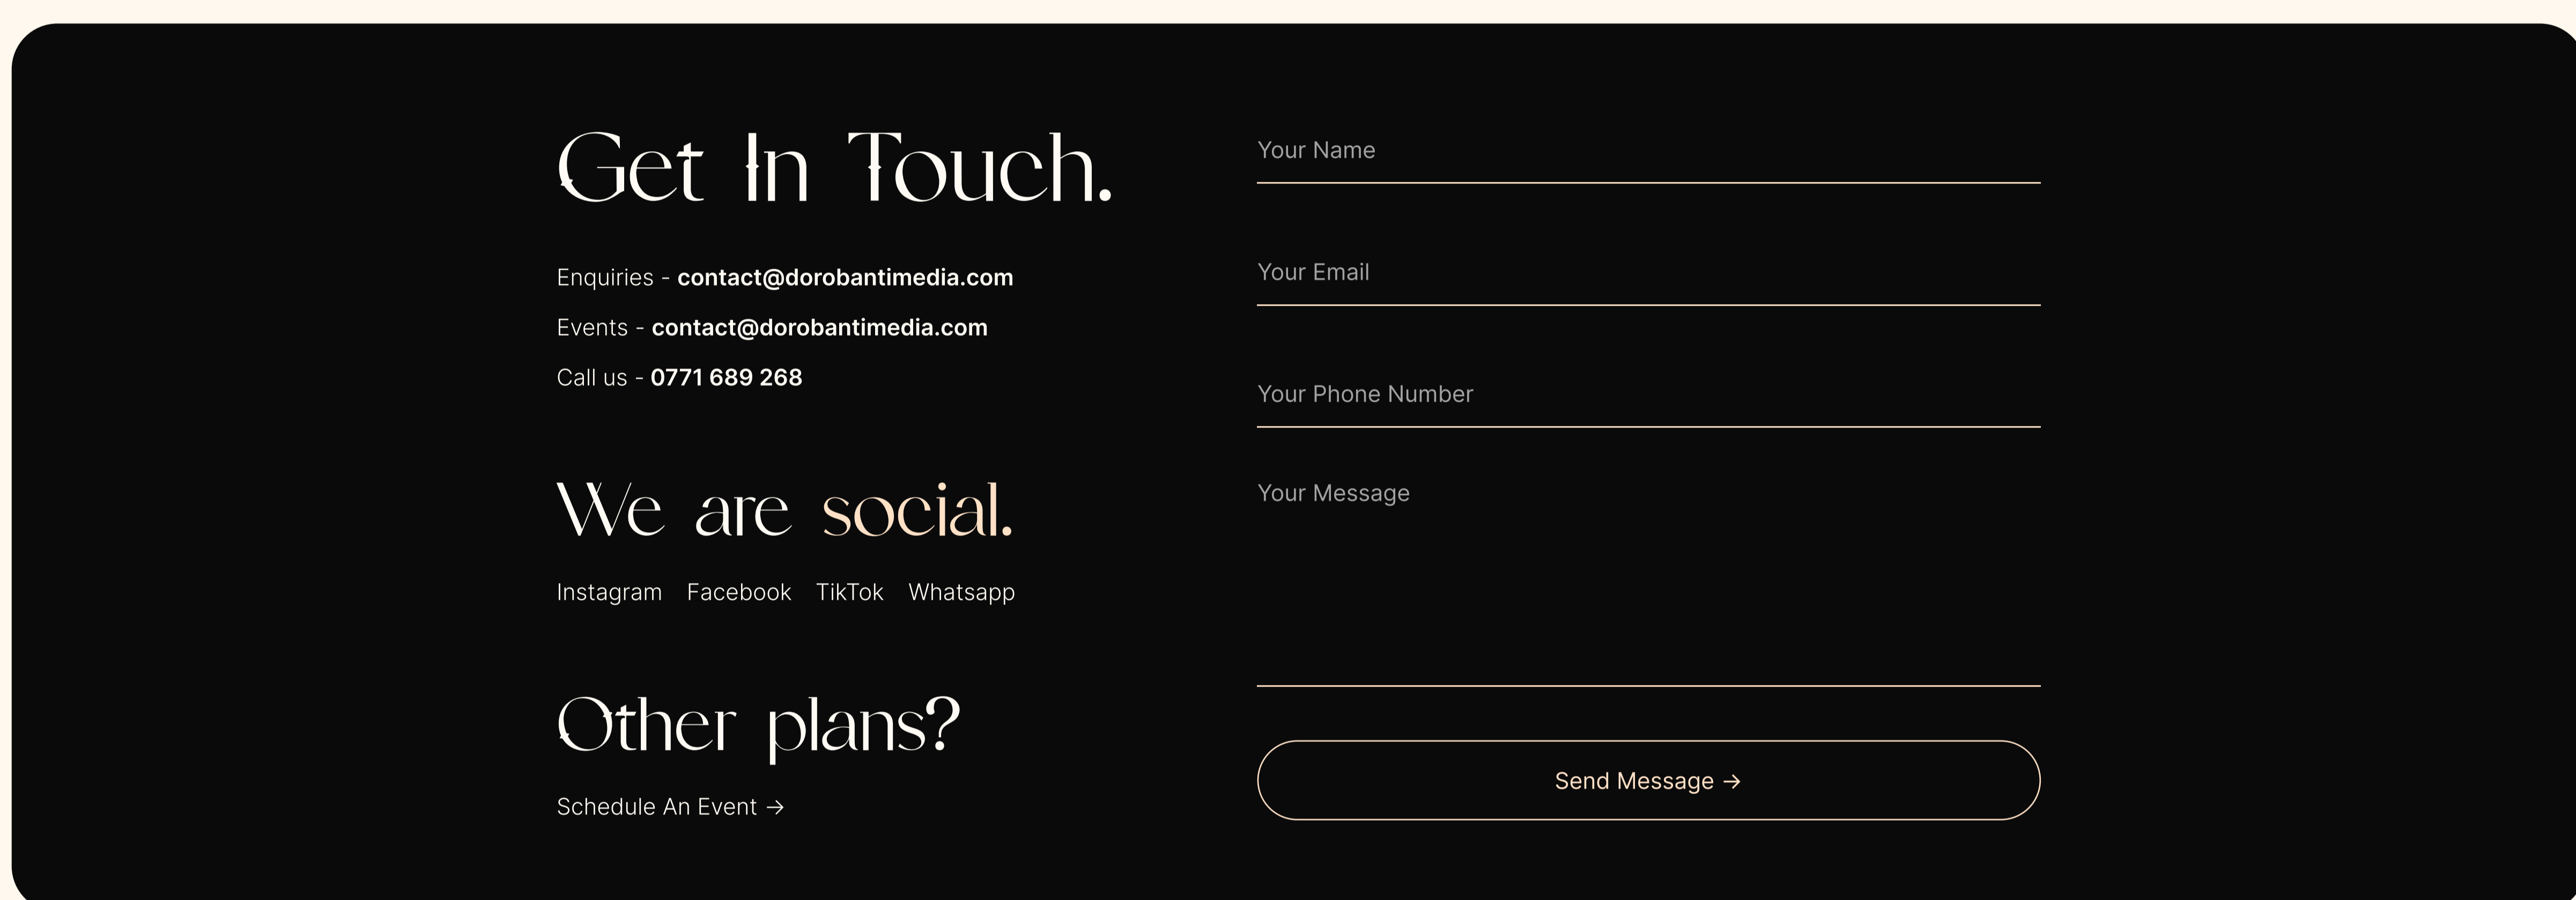 Get In Touch.
Enquiries - contact@dorobantimedia.com
Events - contact@dorobantimedia.com
Call us - 0771 689 268
We are social.
Instagram Facebook TikTok Whatsapp
Other plans?
Schedule An Event →
Your Name
Your Email
Your Phone Number
Your Message
Send Message →